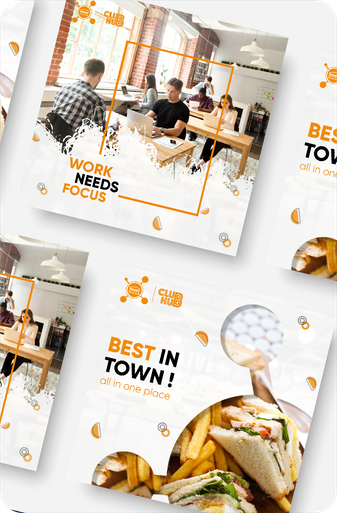 CLUB
HUB
WORK
NEEDS
FOCUS
BEST
TOWN
all in one
CLUB
HUB
BEST IN
TOWN !
all in one place